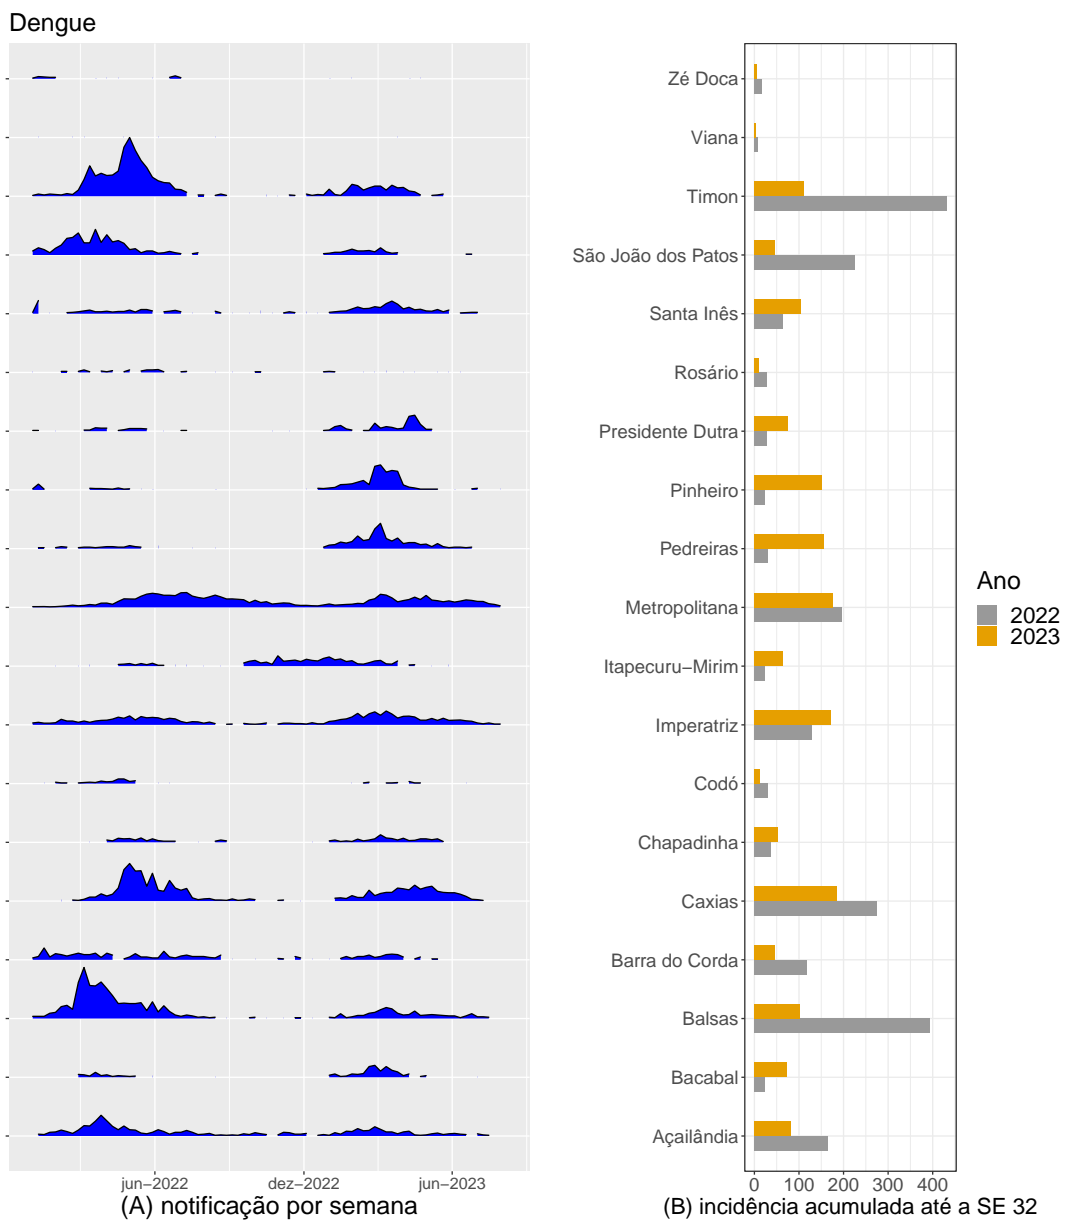 Dengue
Zé Doca
Viana
Timon
São João dos Patos
Santa Inês
Rosário
Presidente Dutra
Pinheiro
Pedreiras
Metropolitana
Itapecuru−Mirim
Imperatriz
Codó
Chapadinha
Caxias
Barra do Corda
Balsas
Bacabal
Açailândia
Ano
2022
2023
jun−2022 dez−2022 jun−2023
0 100 200 300 400
(A) notificação por semana
(B) incidência acumulada até a SE 32